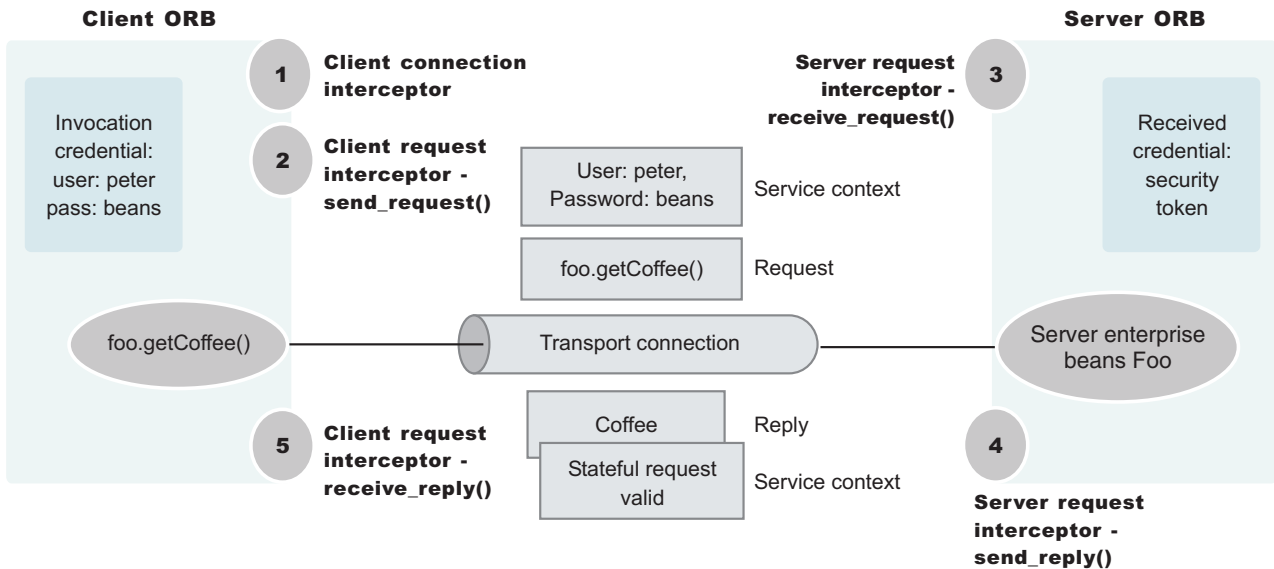 Client ORB
Server ORB
1
Client connection
interceptor
Server request
interceptor -
receive_request()
3
Invocation
credential:
user: peter
pass: beans
2
Client request
interceptor -
send_request()
User: peter,
Password: beans
Service context
Received
credential:
security
token
foo.getCoffee()
Request
foo.getCoffee()
Transport connection
Server enterprise
beans Foo
5
Client request
interceptor -
receive_reply()
Coffee
Reply
Stateful request
valid
Service context
4
Server request
interceptor -
send_reply()